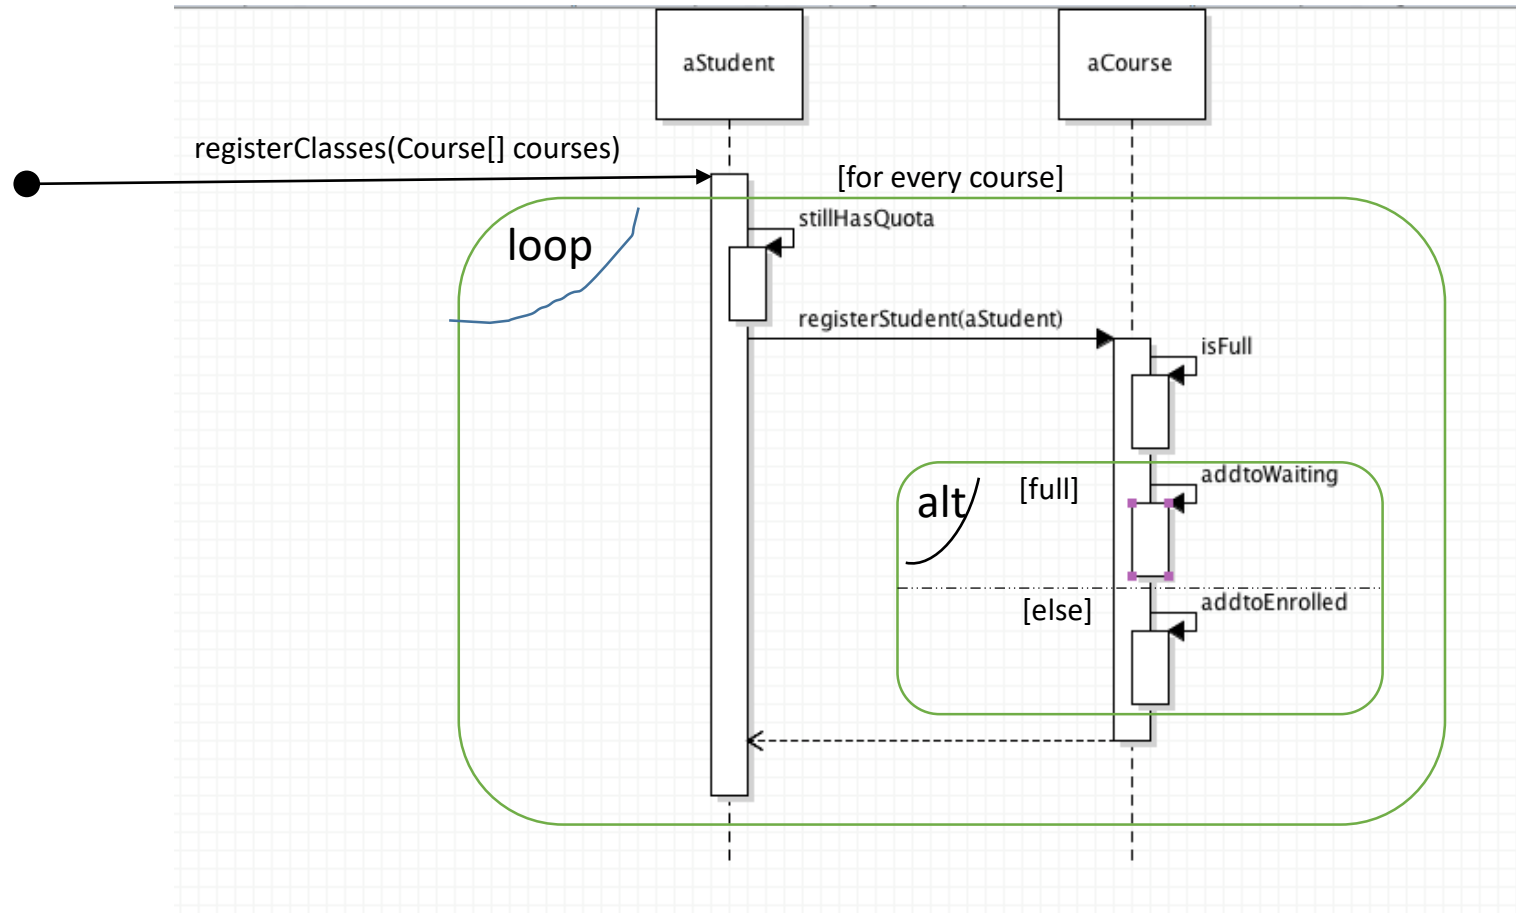 aStudent
aCourse
registerClasses(Course[] courses)
[for every course]
loop
stillHasQuota
registerStudent(aStudent)
isFull
alt
[full]
addtoWaiting
[else]
addtoEnrolled